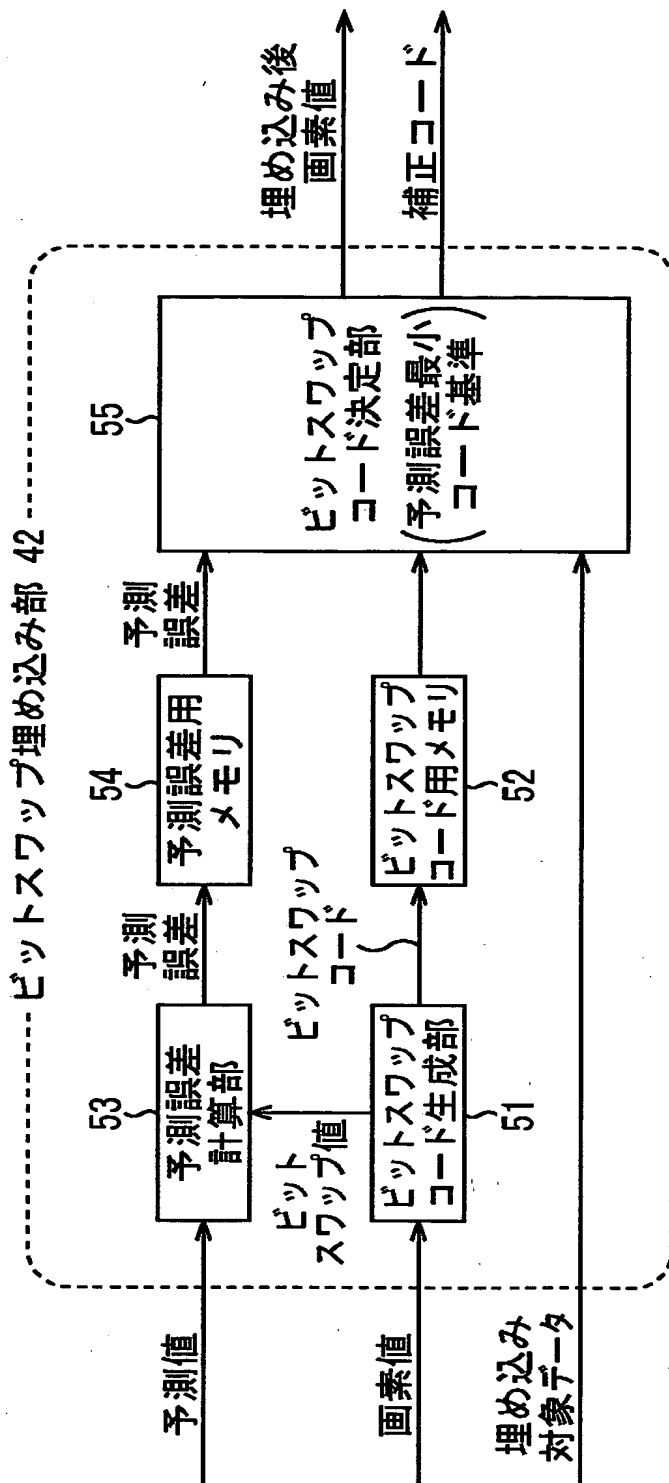 ビットスワップ埋め込み部 42
予測値
画素値
埋め込み
対象データ
53
予測誤差
計算部
ビット
スワップ値
ビットスワップ
コード生成部
51
予測
誤差
ビットスワップ
コード
54
予測誤差用
メモリ
ビットスワップ
コード用メモリ
52
予測
誤差
55
ビットスワップ
コード決定部
(予測誤差最小
コード基準)
埋め込み後
画素値
補正コード